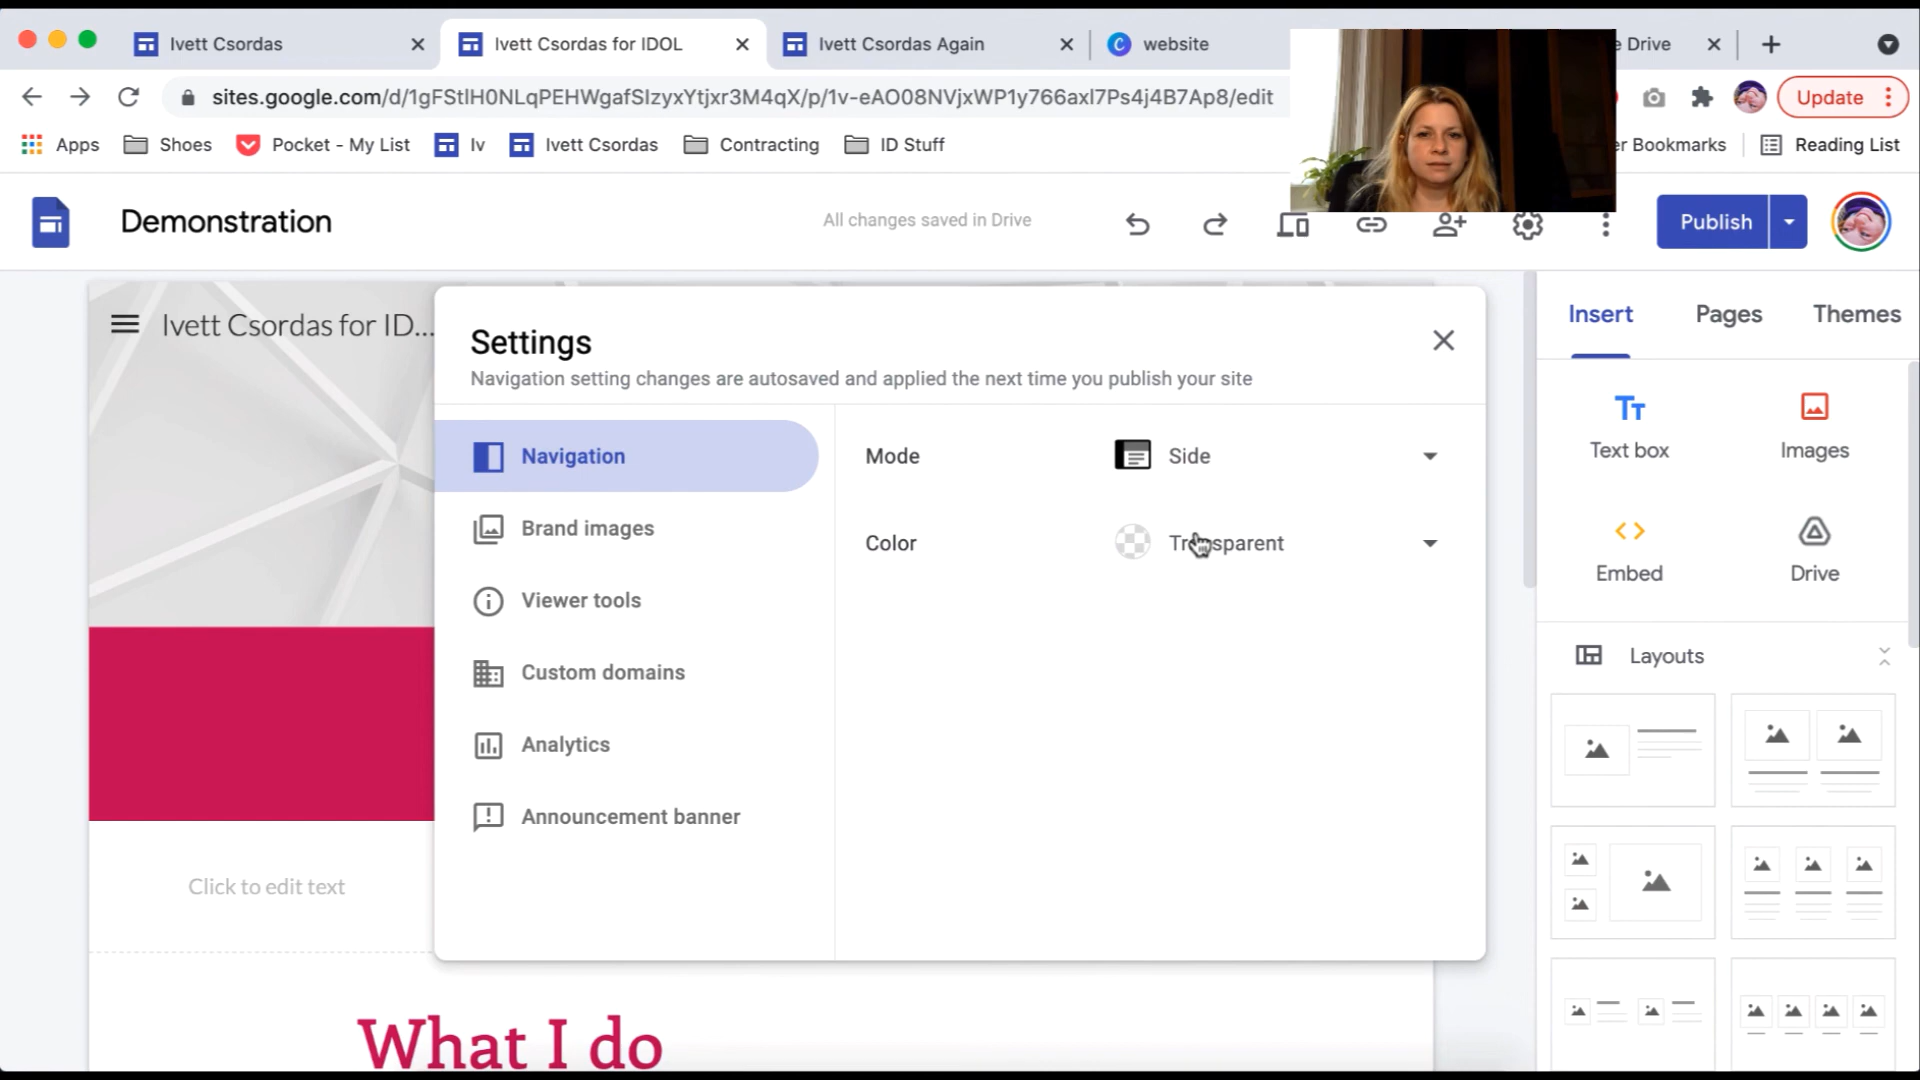 Ivett Csordas
Ivett Csordas for IDOL
Ivett Csordas Again
website
e Drive
sites.google.com/d/1gFStlH0NLqPEHWgafSIzyxYtjxr3M4qX/p/1v-eAO08NVjxWP1y766axl7Ps4j4B7Ap8/edit
Update
Apps
Shoes
Pocket - My List
Iv
Ivett Csordas
Contracting
ID Stuff
er Bookmarks
Reading List
Demonstration
All changes saved in Drive
Publish
Ivett Csordas for ID...
Settings
Navigation setting changes are autosaved and applied the next time you publish your site
Navigation
Brand images
Viewer tools
Custom domains
Analytics
Announcement banner
Mode
Side
Color
Transparent
Insert
Pages
Themes
Text box
Images
Embed
Drive
Layouts
Click to edit text
What I do